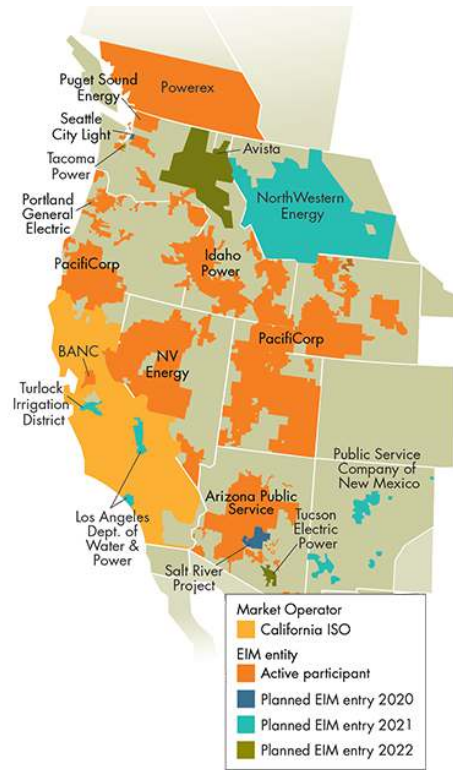 Powerex
Puget Sound
Energy
Seattle
City Light
Tacoma
Power
Avista
Portland
General
Electric
NorthWestern
Energy
PacifiCorp
Idaho
Power
PacifiCorp
BANC
NV
Energy
Turlock
Irrigation
District
Public Service
Company of
New Mexico
Arizona Public
Service
Los Angeles
Dept. of
Water &
Power
Tucson
Electric
Power
Salt River
Project
Market Operator
California ISO
EIM entity
Active participant
Planned EIM entry 2020
Planned EIM entry 2021
Planned EIM entry 2022